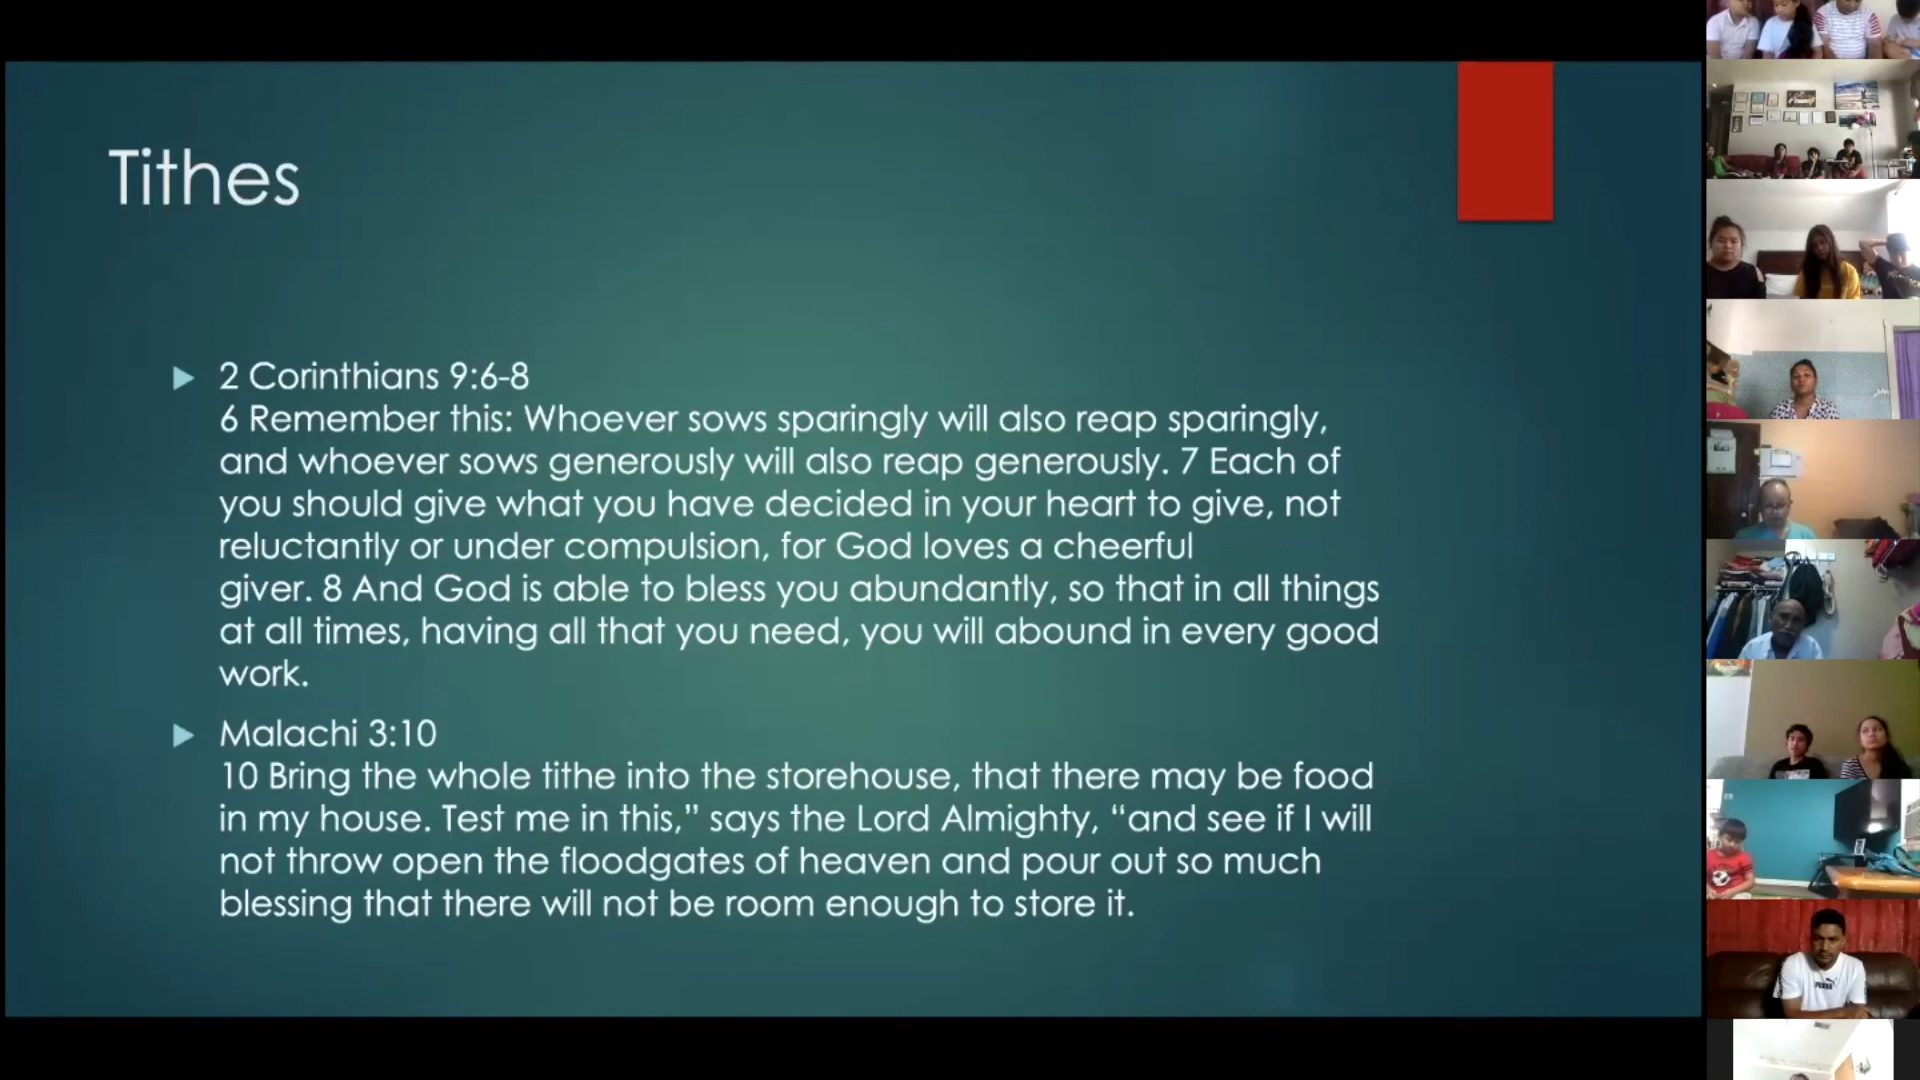 Tithes
2 Corinthians 9:6-8
6 Remember this: Whoever sows sparingly will also reap sparingly,
and whoever sows generously will also reap generously. 7 Each of
you should give what you have decided in your heart to give, not
reluctantly or under compulsion, for God loves a cheerful
giver. 8 And God is able to bless you abundantly, so that in all things
at all times, having all that you need, you will abound in every good
work.
Malachi 3:10
10 Bring the whole tithe into the storehouse, that there may be food
in my house. Test me in this,” says the Lord Almighty, “and see if I will
not throw open the floodgates of heaven and pour out so much
blessing that there will not be room enough to store it.
PUMA